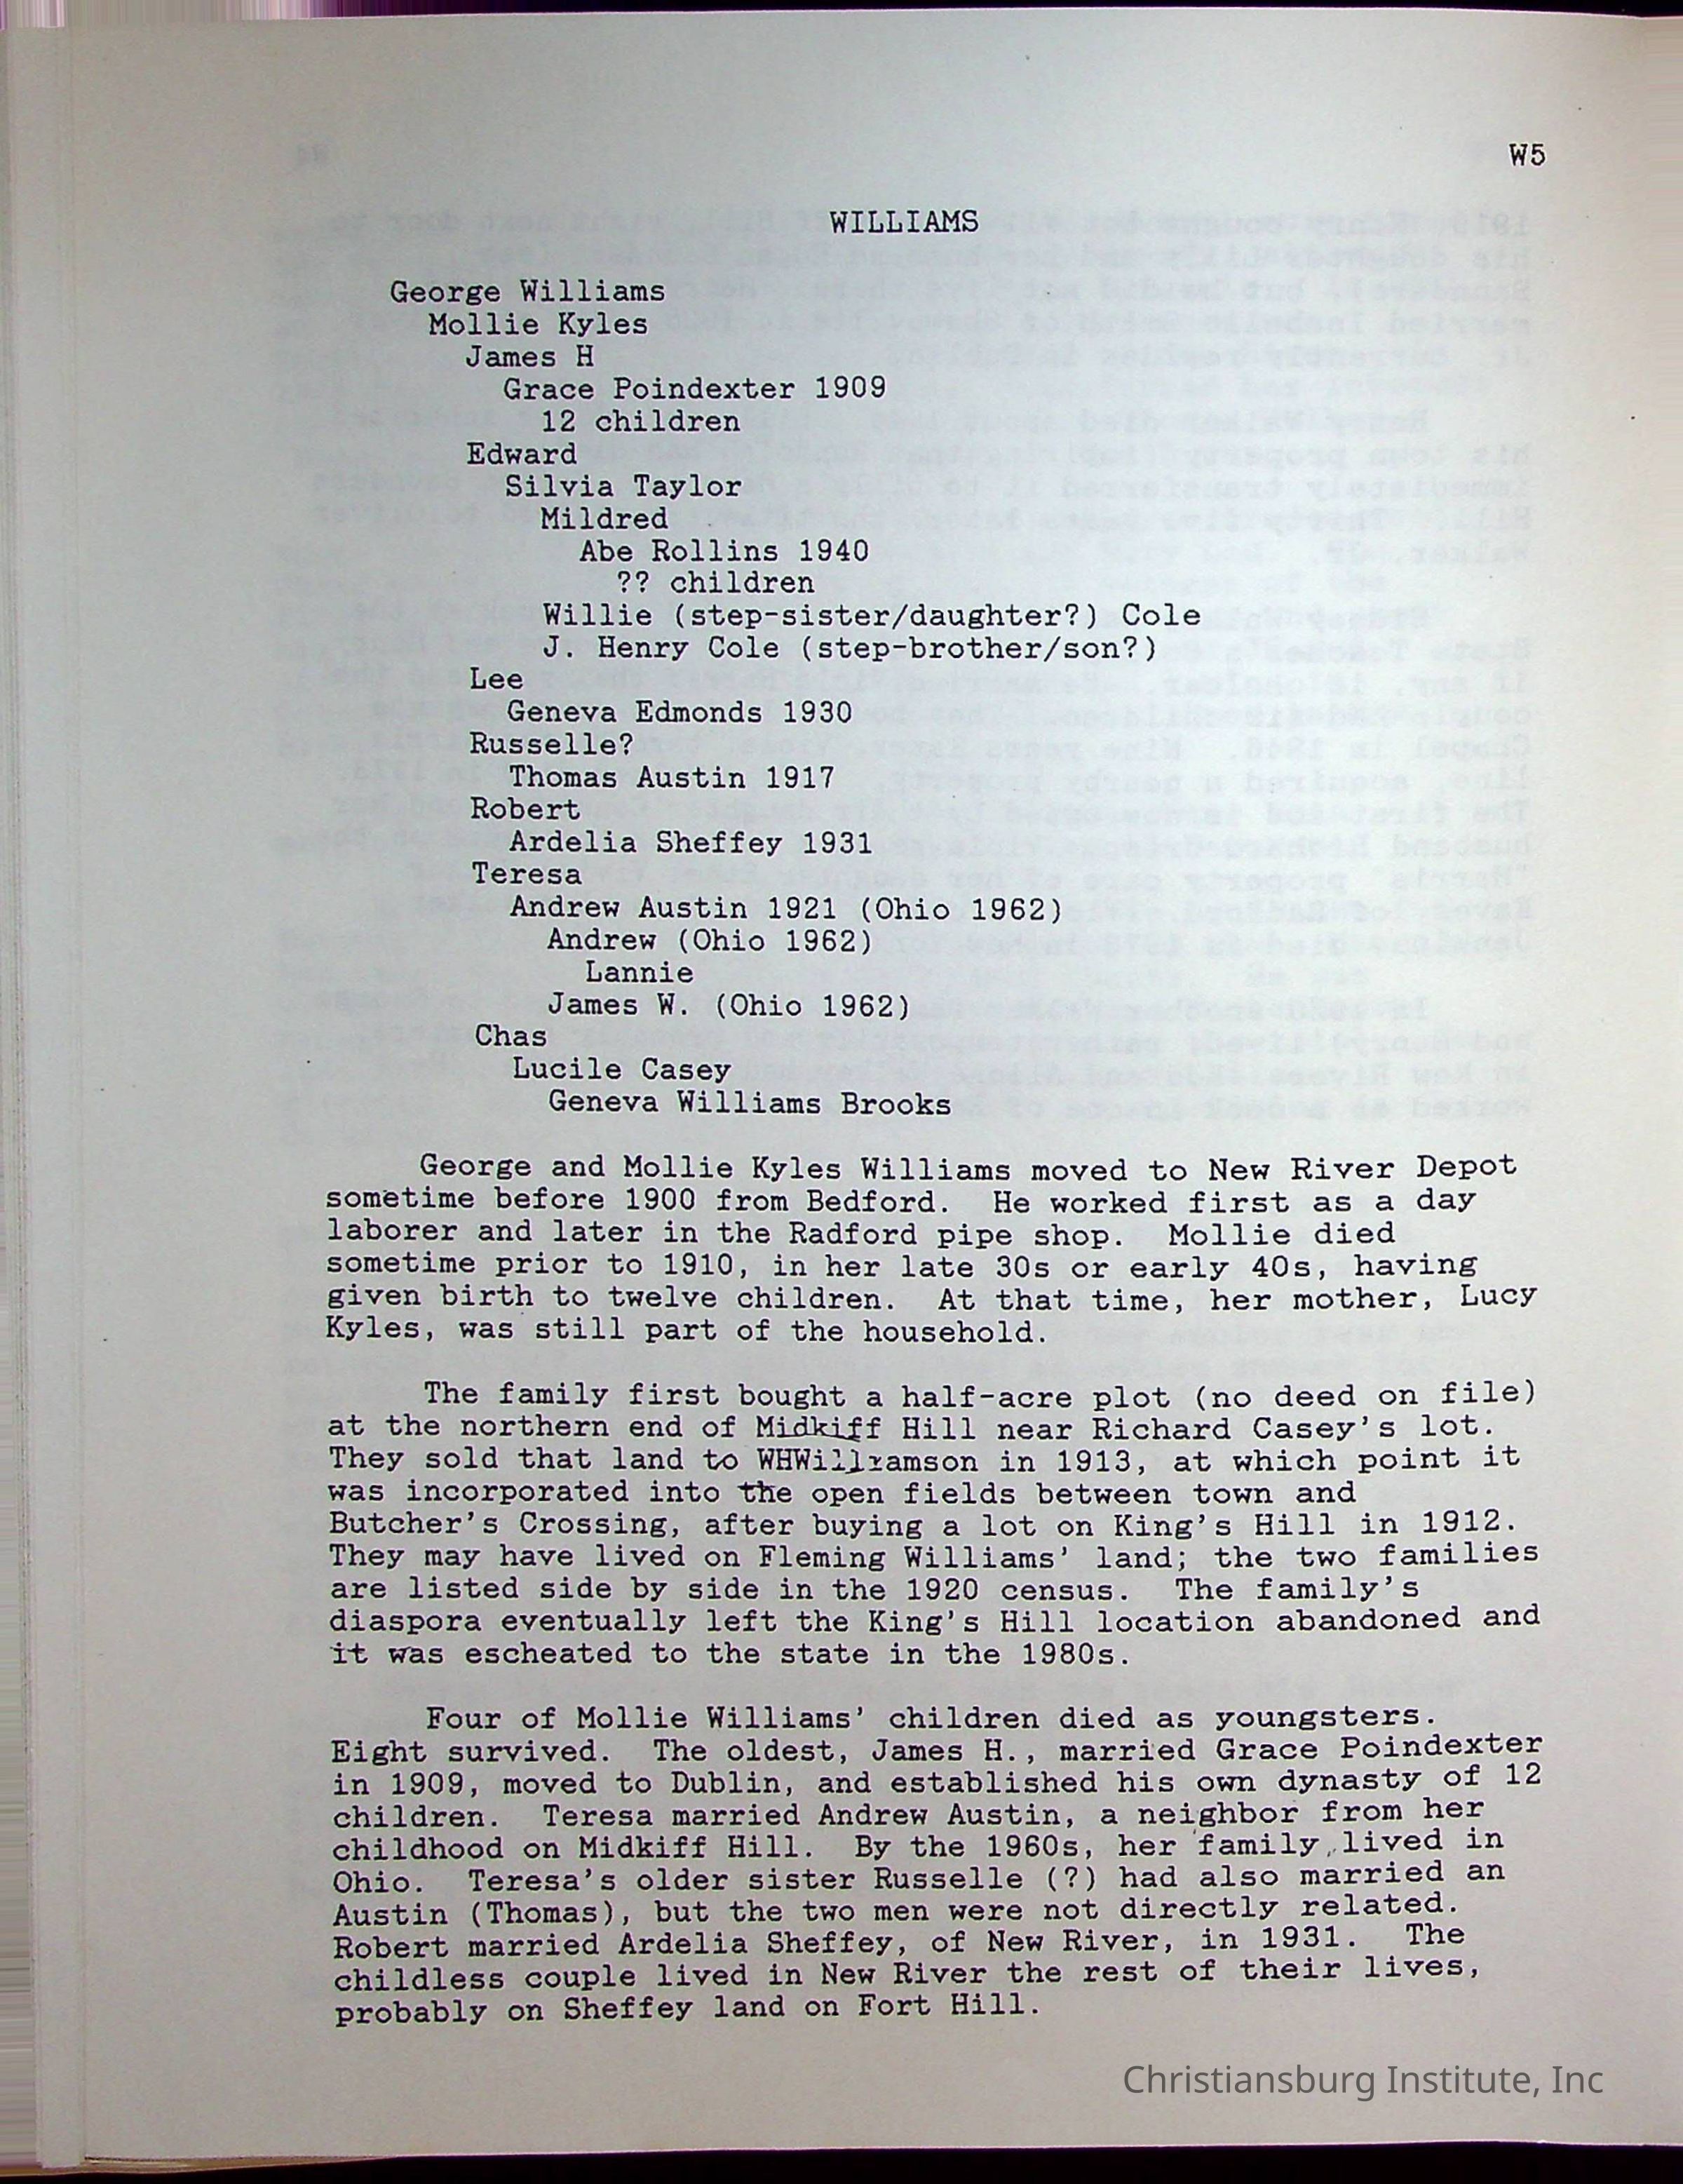 W5
WILLIAMS
George Williams
Mollie Kyles
James H
Grace Poindexter 1909
12 children
Edward
Silvia Taylor
Mildred
Abe Rollins 1940
?? children
Willie (step-sister/daughter?) Cole
J. Henry Cole (step-brother/son?)
Lee
Geneva Edmonds 1930
Russelle?
Thomas Austin 1917
Robert
Ardelia Sheffey 1931
Teresa
Andrew Austin 1921 (Ohio 1962)
Andrew (Ohio 1962)
Lannie
James W. (Ohio 1962)
Chas
Lucile Casey
Geneva Williams Brooks
George and Mollie Kyles Williams moved to New River Depot
sometime before 1900 from Bedford. He worked first as a day
laborer and later in the Radford pipe shop. Mollie died
sometime prior to 1910, in her late 30s or early 40s, having
given birth to twelve children. At that time, her mother, Lucy
Kyles, was still part of the household.
The family first bought a half-acre plot (no deed on file)
at the northern end of Midkiff Hill near Richard Casey's lot.
They sold that land to WHWilliamson in 1913, at which point it
was incorporated into the open fields between town and
Butcher's Crossing, after buying a lot on King's Hill in 1912.
They may have lived on Fleming Williams' land; the two families
are listed side by side in the 1920 census. The family's
diaspora eventually left the King's Hill location abandoned and
it was escheated to the state in the 1980s.
Four of Mollie Williams' children died as youngsters.
Eight survived. The oldest, James H., married Grace Poindexter
in 1909, moved to Dublin, and established his own dynasty of 12
children. Teresa married Andrew Austin, a neighbor from her
childhood on Midkiff Hill. By the 1960s, her family lived in
Ohio. Teresa's older sister Russelle (?) had also married an
Austin (Thomas), but the two men were not directly related.
Robert married Ardelia Sheffey, of New River, in 1931. The
childless couple lived in New River the rest of their lives,
probably on Sheffey land on Fort Hill.
Christiansburg Institute, Inc